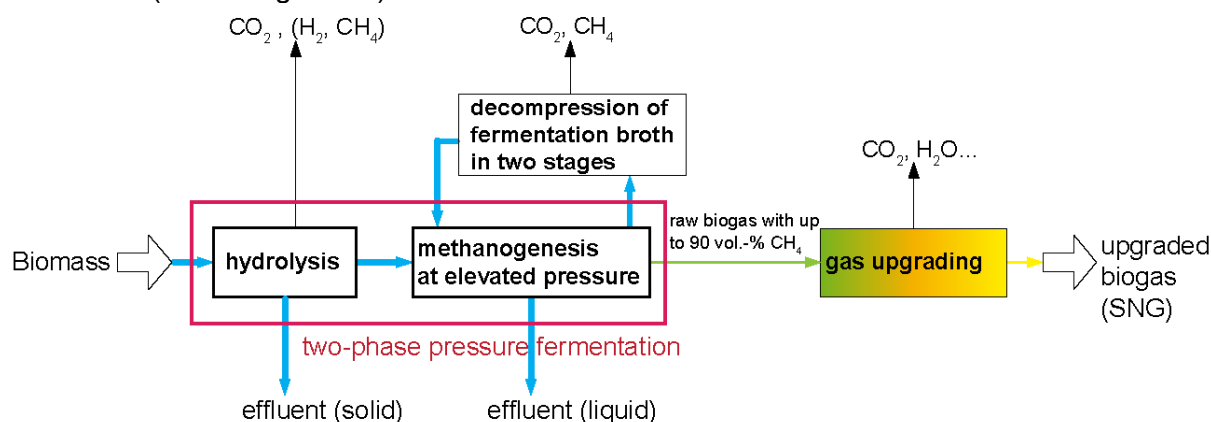 CO₂ , (H₂, CH₄)
CO₂, CH₄
decompression of
fermentation broth
in two stages
CO₂, H₂O...
raw biogas with up
to 90 vol.-% CH₄
Biomass
hydrolysis
methanogenesis
at elevated pressure
gas upgrading
upgraded
biogas
(SNG)
two-phase pressure fermentation
effluent (solid)
effluent (liquid)